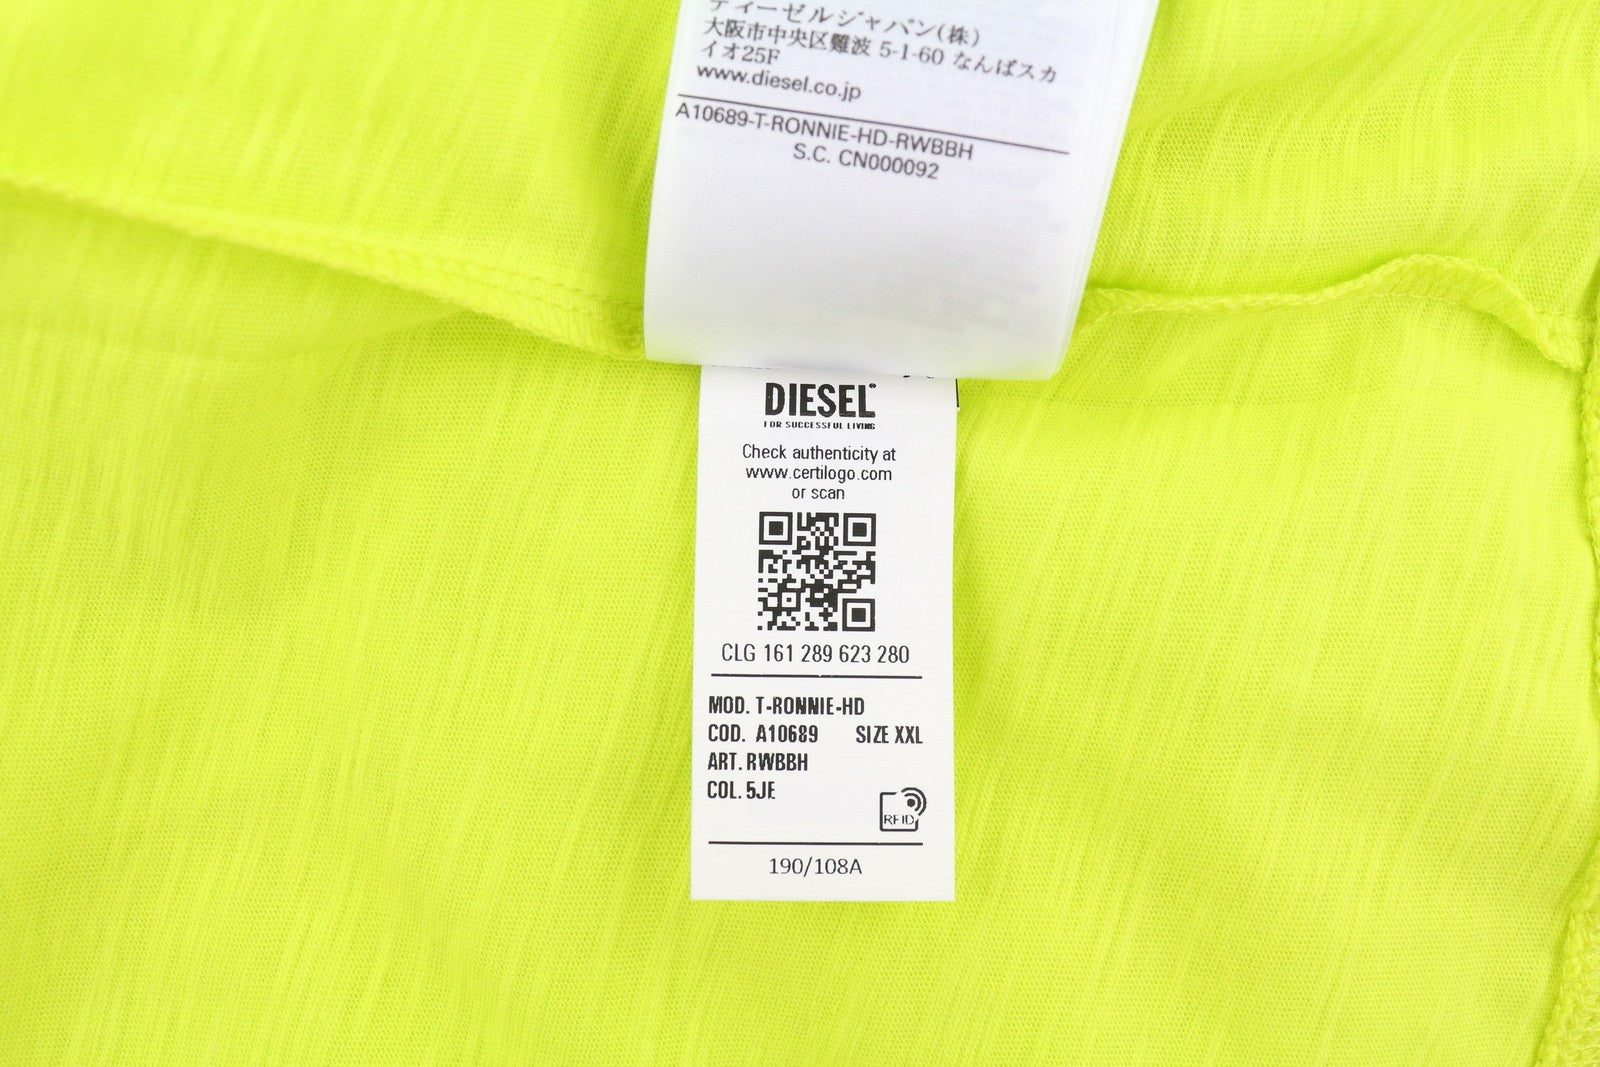 ディーゼルジャパン(株)
大阪市中央区難波 5-1-60 なんばスカ
イオ25F
www.diesel.co.jp
A10689-T-RONNIE-HD-RWBBH
S.C. CN000092
DIESEL
FOR SUCCESSFUL LIVING
Check authenticity at
www.certilogo.com
or scan
CLG 161 289 623 280
MOD. T-RONNIE-HD
COD. A10689 SIZE XXL
ART. RWBBH
COL. 5JE
RFID
190/108A